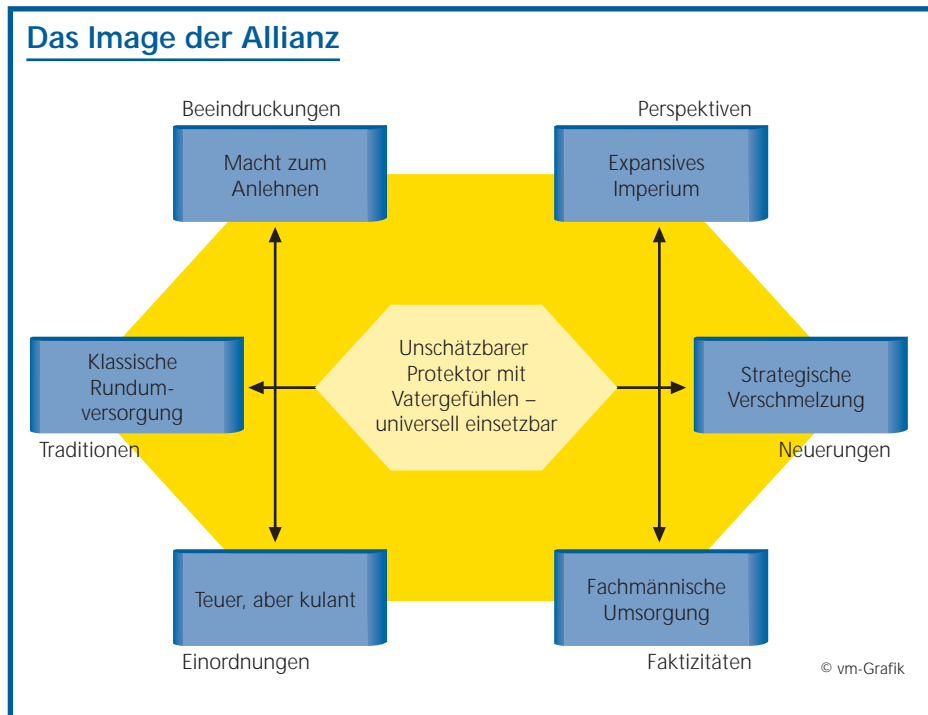 Das Image der Allianz
Beeindruckungen
Perspektiven
Macht zum
Anlehnen
Expansives
Imperium
Klassische
Rundum-
versorgung
Unschätzbarer
Protektor mit
Vatergefühlen –
universell einsetzbar
Strategische
Verschmelzung
Traditionen
Neuerungen
Teuer, aber kulant
Fachmännische
Umsorgung
Einordnungen
Faktizitäten
© vm-Grafik